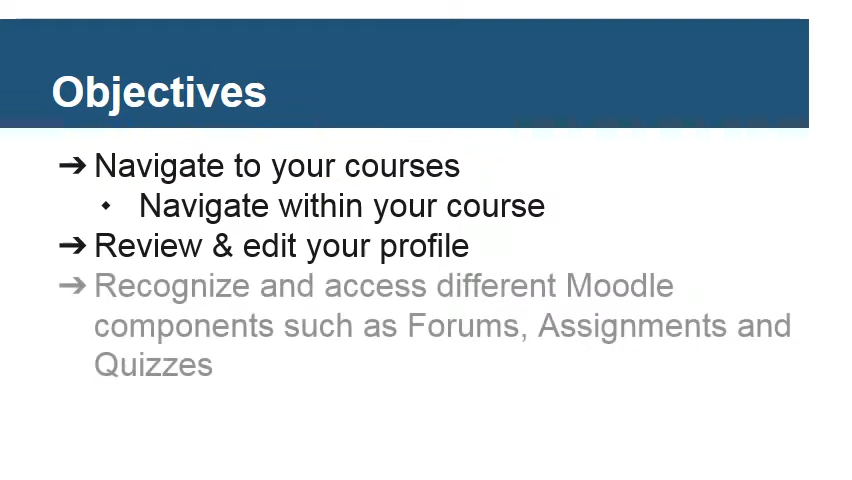 Objectives
➔ Navigate to your courses
⬥ Navigate within your course
➔ Review & edit your profile
➔ Recognize and access different Moodle
components such as Forums, Assignments and
Quizzes